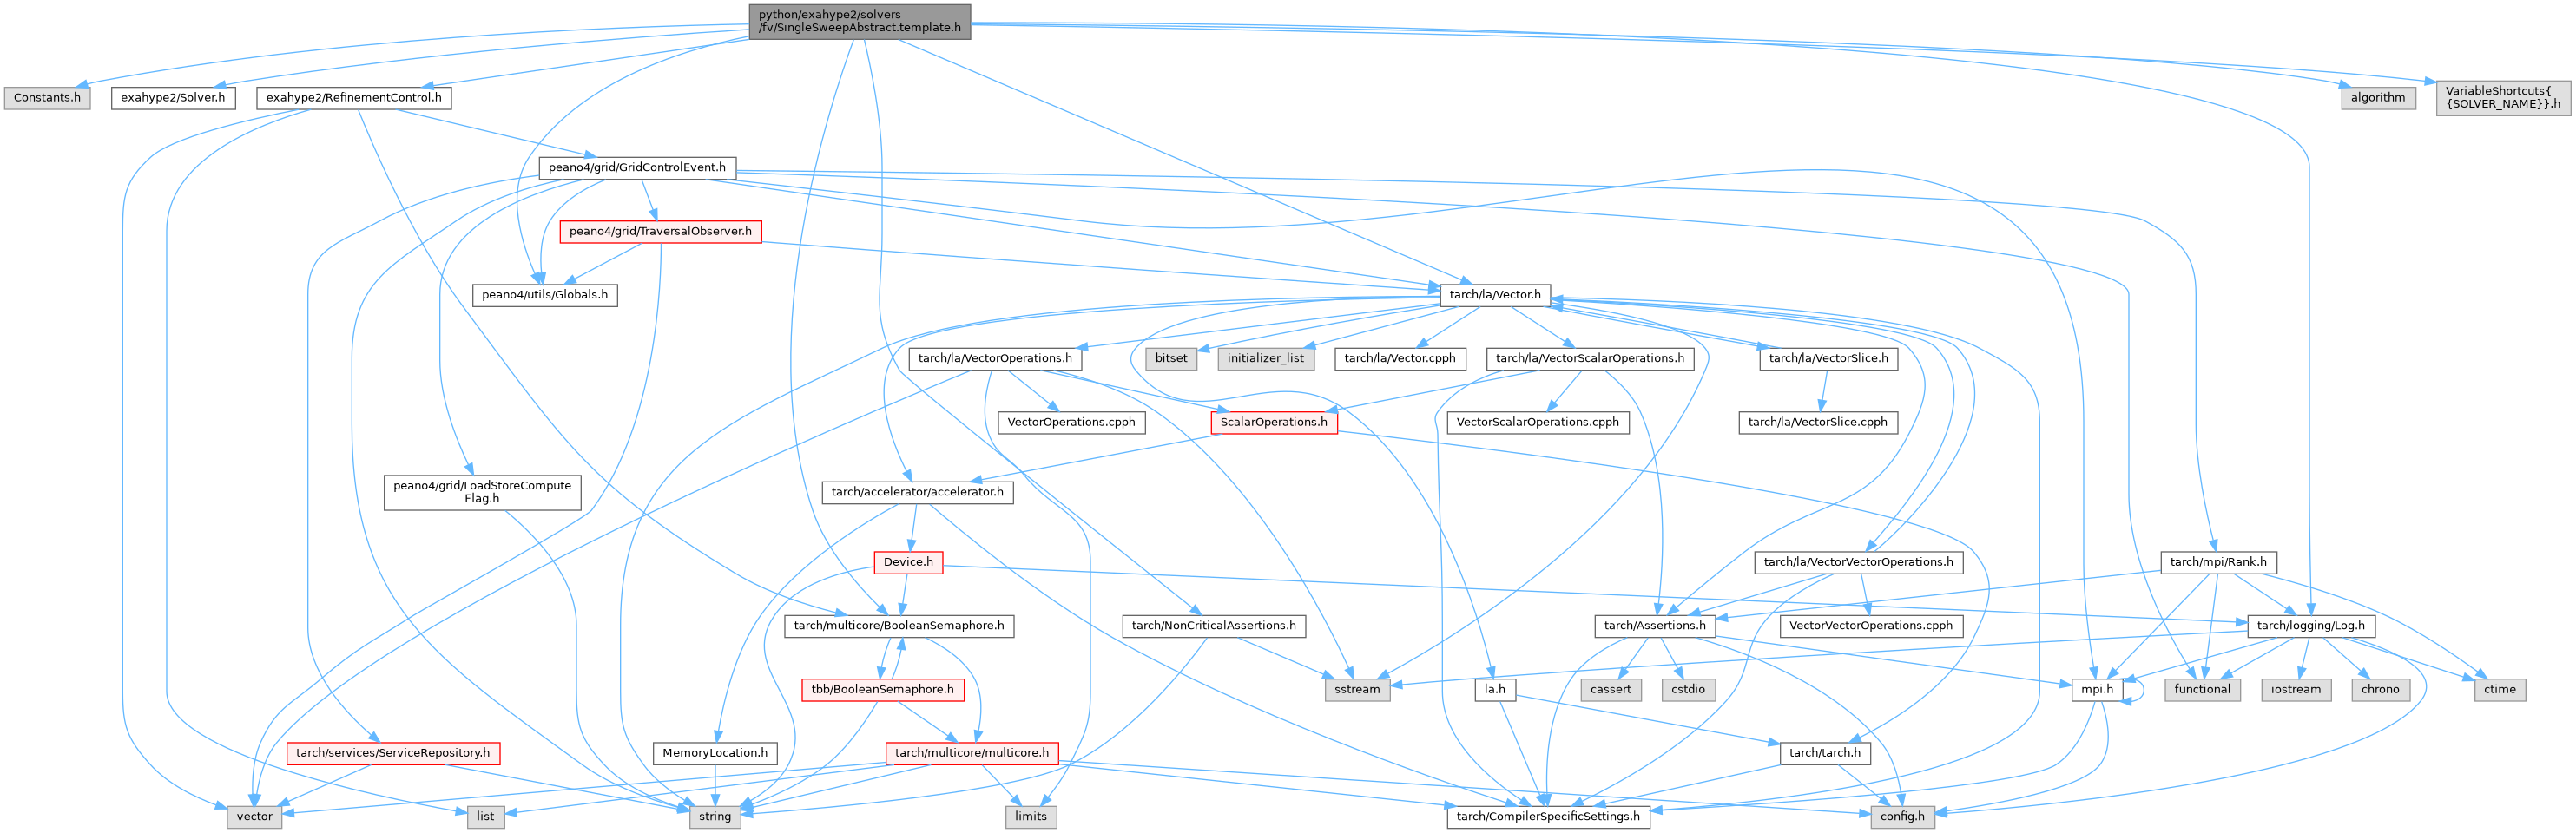 python/exahype2/solvers
/fv/SingleSweepAbstract.template.h
Constants.h
exahype2/Solver.h
exahype2/RefinementControl.h
algorithm
VariableShortcuts{
{SOLVER_NAME}}.h
peano4/grid/GridControlEvent.h
peano4/grid/TraversalObserver.h
peano4/utils/Globals.h
tarch/la/Vector.h
tarch/la/VectorOperations.h
bitset
initializer_list
tarch/la/Vector.cpph
tarch/la/VectorScalarOperations.h
tarch/la/VectorSlice.h
VectorOperations.cpph
ScalarOperations.h
VectorScalarOperations.cpph
tarch/la/VectorSlice.cpph
peano4/grid/LoadStoreCompute
Flag.h
tarch/accelerator/accelerator.h
Device.h
tarch/la/VectorVectorOperations.h
tarch/mpi/Rank.h
tarch/multicore/BooleanSemaphore.h
tarch/NonCriticalAssertions.h
tarch/Assertions.h
VectorVectorOperations.cpph
tarch/logging/Log.h
tbb/BooleanSemaphore.h
sstream
la.h
cassert
cstdio
mpi.h
functional
iostream
chrono
ctime
tarch/services/ServiceRepository.h
MemoryLocation.h
tarch/multicore/multicore.h
tarch/tarch.h
vector
list
string
limits
tarch/CompilerSpecificSettings.h
config.h